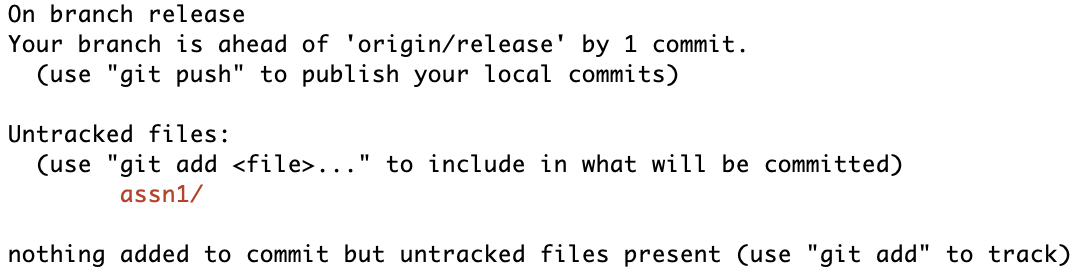 On branch release
Your branch is ahead of 'origin/release' by 1 commit.
(use "git push" to publish your local commits)
Untracked files:
(use "git add <file>..." to include in what will be committed)
assn1/
nothing added to commit but untracked files present (use "git add" to track)